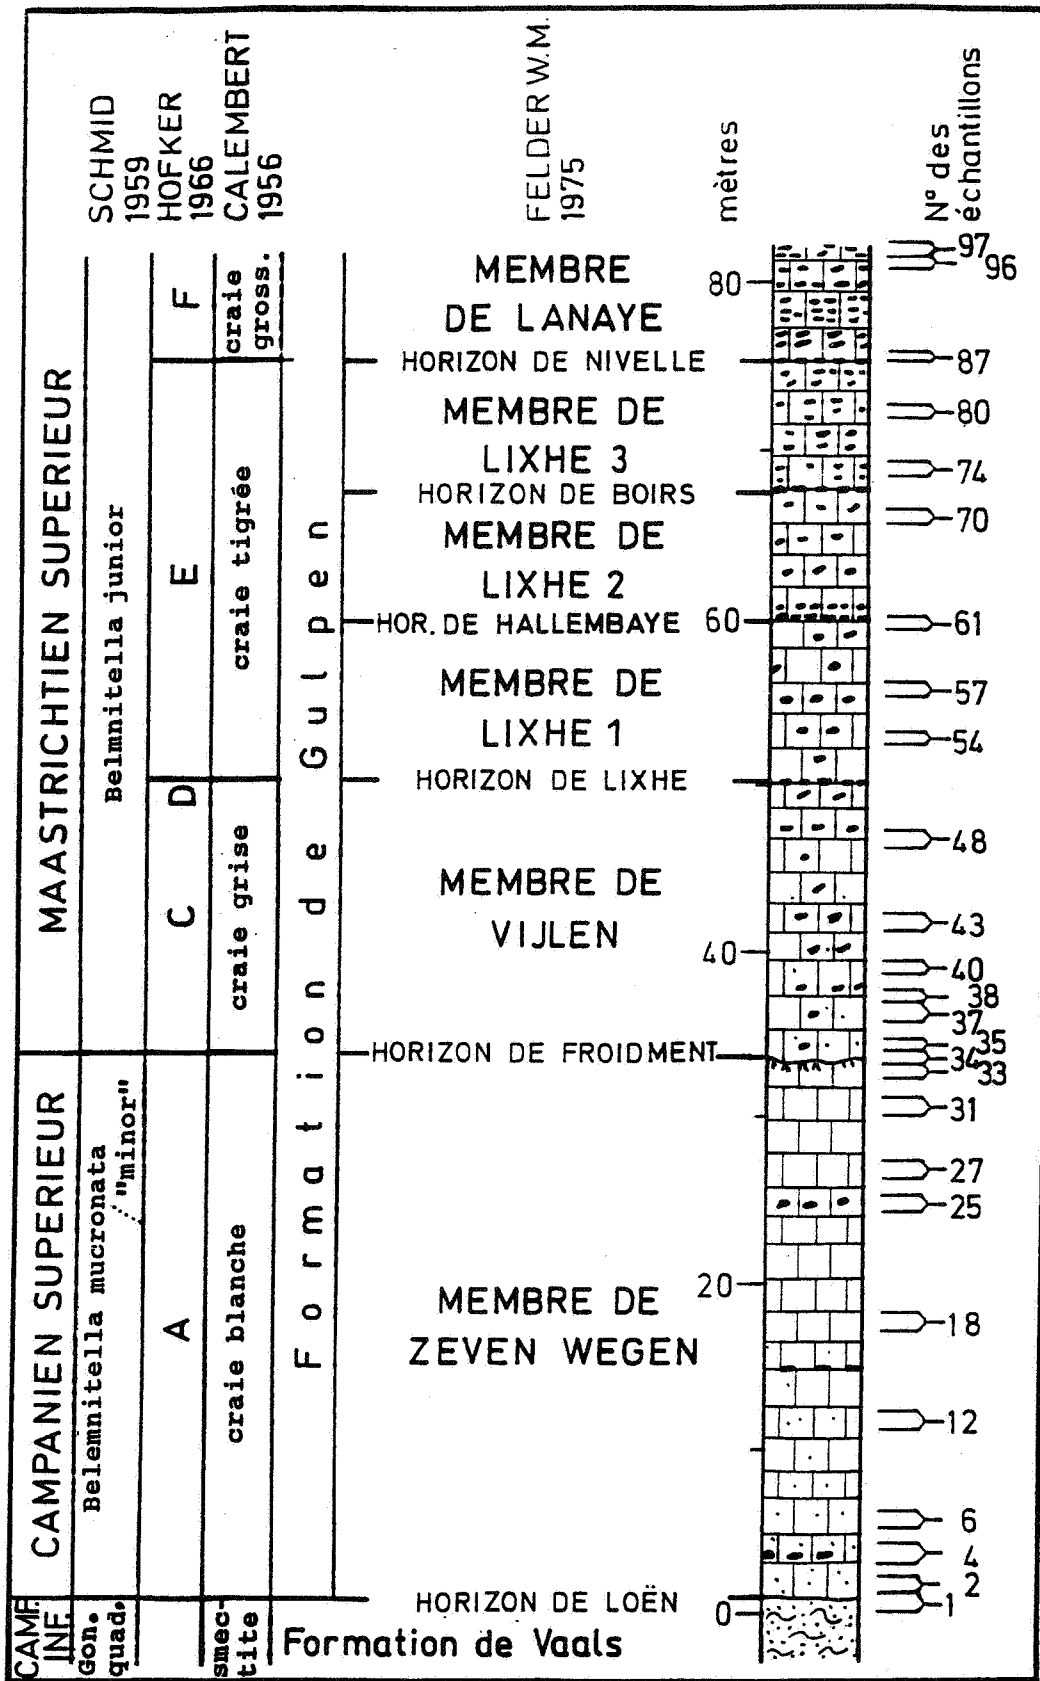 SCHMID
1959
HOFKER
1966
CALEMBERT
1956
FELDER W.M.
1975
mètres
N° des
échantillons
MAASTRICHTIEN SUPERIEUR
CAMPANIEN SUPERIEUR
CAMP.
INF.
Belmnitella junior
Belemnitella mucronata
"minor"
Gon.
quad.
F
E
D
C
A
craie
gross.
craie tigrée
craie grise
craie blanche
smec-
tite
Formation de Gulpen
MEMBRE
DE LANAYE
HORIZON DE NIVELLE
MEMBRE DE
LIXHE 3
HORIZON DE BOIRS
MEMBRE DE
LIXHE 2
HOR. DE HALLEMBAYE
MEMBRE DE
LIXHE 1
HORIZON DE LIXHE
MEMBRE DE
VIJLEN
HORIZON DE FROIDMENT
MEMBRE DE
ZEVEN WEGEN
HORIZON DE LOËN
Formation de Vaals
80
60
40
20
0
97
96
87
80
74
70
61
57
54
48
43
40
38
37
35
34
33
31
27
25
18
12
6
4
2
1